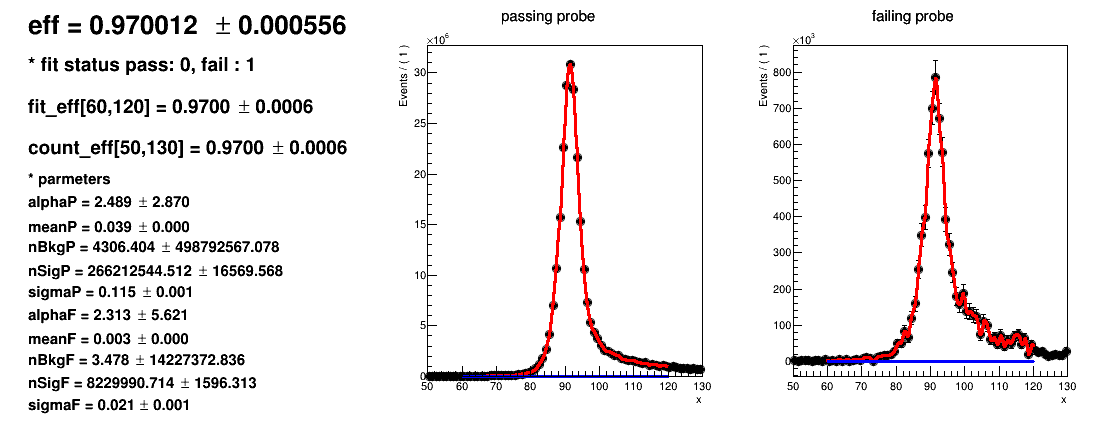 eff = 0.970012 ± 0.000556
* fit status pass: 0, fail : 1
fit_eff[60,120] = 0.9700 ± 0.0006
count_eff[50,130] = 0.9700 ± 0.0006
* parmeters
alphaP = 2.489 ± 2.870
meanP = 0.039 ± 0.000
nBkgP = 4306.404 ± 498792567.078
nSigP = 266212544.512 ± 16569.568
sigmaP = 0.115 ± 0.001
alphaF = 2.313 ± 5.621
meanF = 0.003 ± 0.000
nBkgF = 3.478 ± 14227372.836
nSigF = 8229990.714 ± 1596.313
sigmaF = 0.021 ± 0.001
passing probe
×10⁶
Events / ( 1 )
30
25
20
15
10
5
0
50 60 70 80 90 100 110 120 130
x
failing probe
×10³
Events / ( 1 )
800
700
600
500
400
300
200
100
0
50 60 70 80 90 100 110 120 130
x